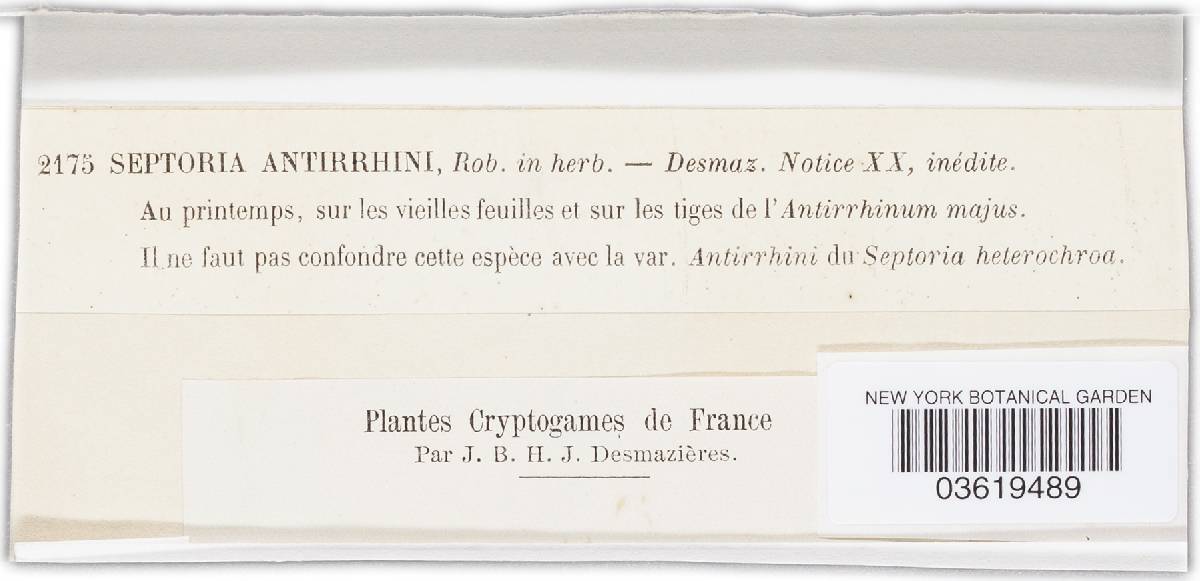 2175 SEPTORIA ANTIRRHINI, Rob. in herb. — Desmaz. Notice XX, inédite.
Au printemps, sur les vieilles feuilles et sur les tiges de l'Antirrhinum majus.
Il ne faut pas confondre cette espèce avec la var. Antirrhini du Septoria heterochroa.
Plantes Cryptogames de France
Par J. B. H. J. Desmazières.
NEW YORK BOTANICAL GARDEN
03619489